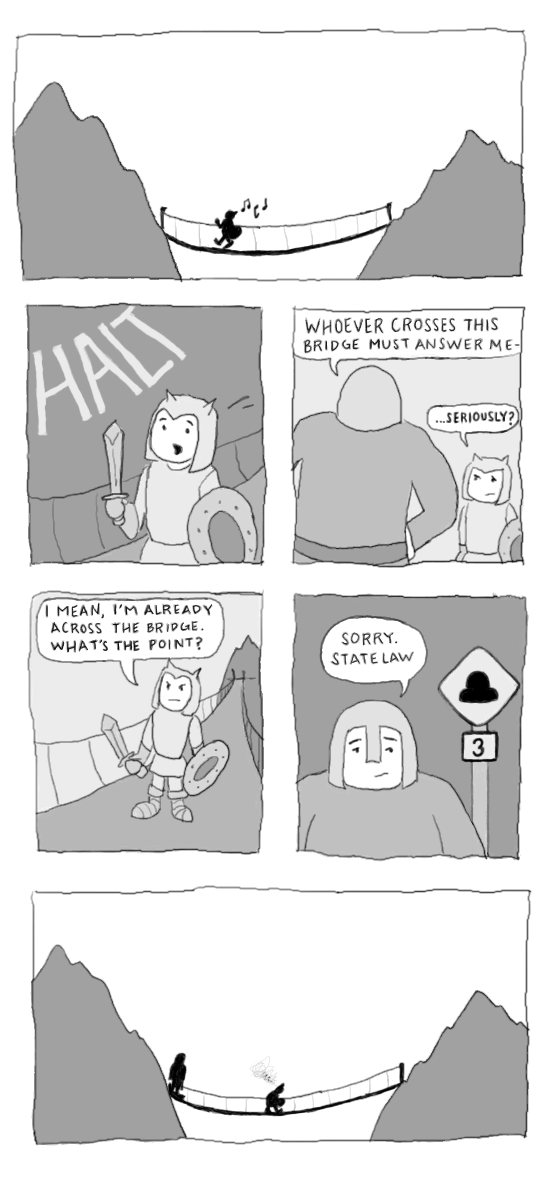 HALT
WHOEVER CROSSES THIS
BRIDGE MUST ANSWER ME-
...SERIOUSLY?
I MEAN, I'M ALREADY
ACROSS THE BRIDGE.
WHAT'S THE POINT?
SORRY.
STATE LAW
3